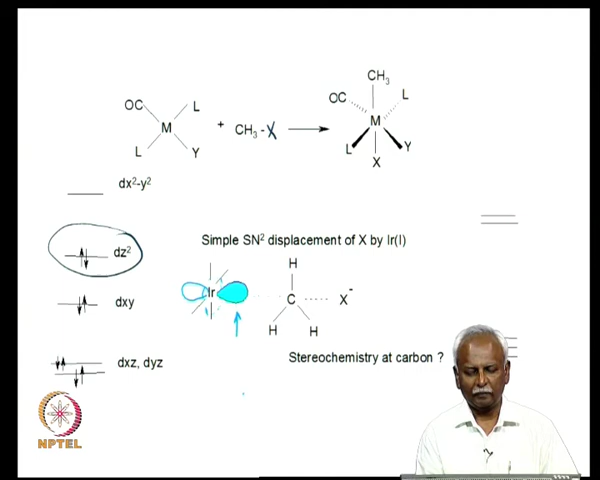 OC L
M + CH3-X
L Y
CH3
OC L
M
L Y
X
dx2-y2
dz2
dxy
dxz, dyz
Simple SN2 displacement of X by Ir(I)
H
Ir C X-
H H
Stereochemistry at carbon ?
NPTEL